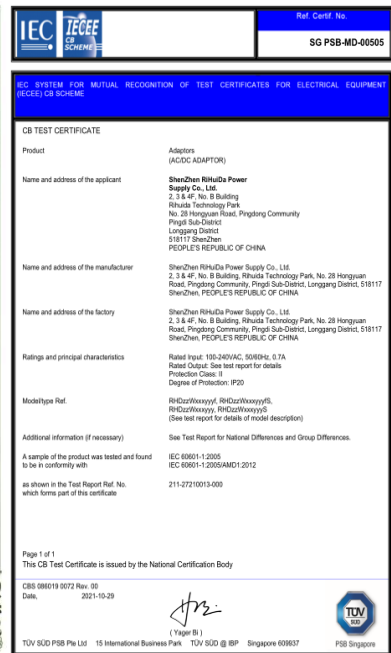 IEC
IECEE
CB
SCHEME
Ref. Certif. No.
SG PSB-MD-00505
IEC SYSTEM FOR MUTUAL RECOGNITION OF TEST CERTIFICATES FOR ELECTRICAL EQUIPMENT
(IECEE) CB SCHEME
CB TEST CERTIFICATE
Product
Adaptors
(AC/DC ADAPTOR)
Name and address of the applicant
ShenZhen RiHuiDa Power
Supply Co., Ltd.
2, 3 & 4F, No. B Building
Rihuida Technology Park
No. 28 Hongyuan Road, Pingdong Community
Pingdi Sub-District
Longgang District
518117 ShenZhen
PEOPLE'S REPUBLIC OF CHINA
Name and address of the manufacturer
ShenZhen RiHuiDa Power Supply Co., Ltd.
2, 3 & 4F, No. B Building, Rihuida Technology Park, No. 28 Hongyuan
Road, Pingdong Community, Pingdi Sub-District, Longgang District, 518117
ShenZhen, PEOPLE'S REPUBLIC OF CHINA
Name and address of the factory
ShenZhen RiHuiDa Power Supply Co., Ltd.
2, 3 & 4F, No. B Building, Rihuida Technology Park, No. 28 Hongyuan
Road, Pingdong Community, Pingdi Sub-District, Longgang District, 518117
ShenZhen, PEOPLE'S REPUBLIC OF CHINA
Ratings and principal characteristics
Rated Input: 100-240VAC, 50/60Hz, 0.7A
Rated Output: See test report for details
Protection Class: II
Degree of Protection: IP20
Model/type Ref.
RHDzzWxxxyyyf, RHDzzWxxxyyyfS,
RHDzzWxxxyyy, RHDzzWxxxyyyS
(See test report for details of model description)
Additional information (if necessary)
See Test Report for National Differences and Group Differences.
A sample of the product was tested and found
to be in conformity with
IEC 60601-1:2005
IEC 60601-1:2005/AMD1:2012
as shown in the Test Report Ref. No.
which forms part of this certificate
211-27210013-000
Page 1 of 1
This CB Test Certificate is issued by the National Certification Body
CBS 086019 0072 Rev. 00
Date, 2021-10-29
( Yager Bi )
TÜV SÜD PSB Pte Ltd 15 International Business Park TÜV SÜD @ IBP Singapore 609937
TÜV
SÜD
PSB Singapore